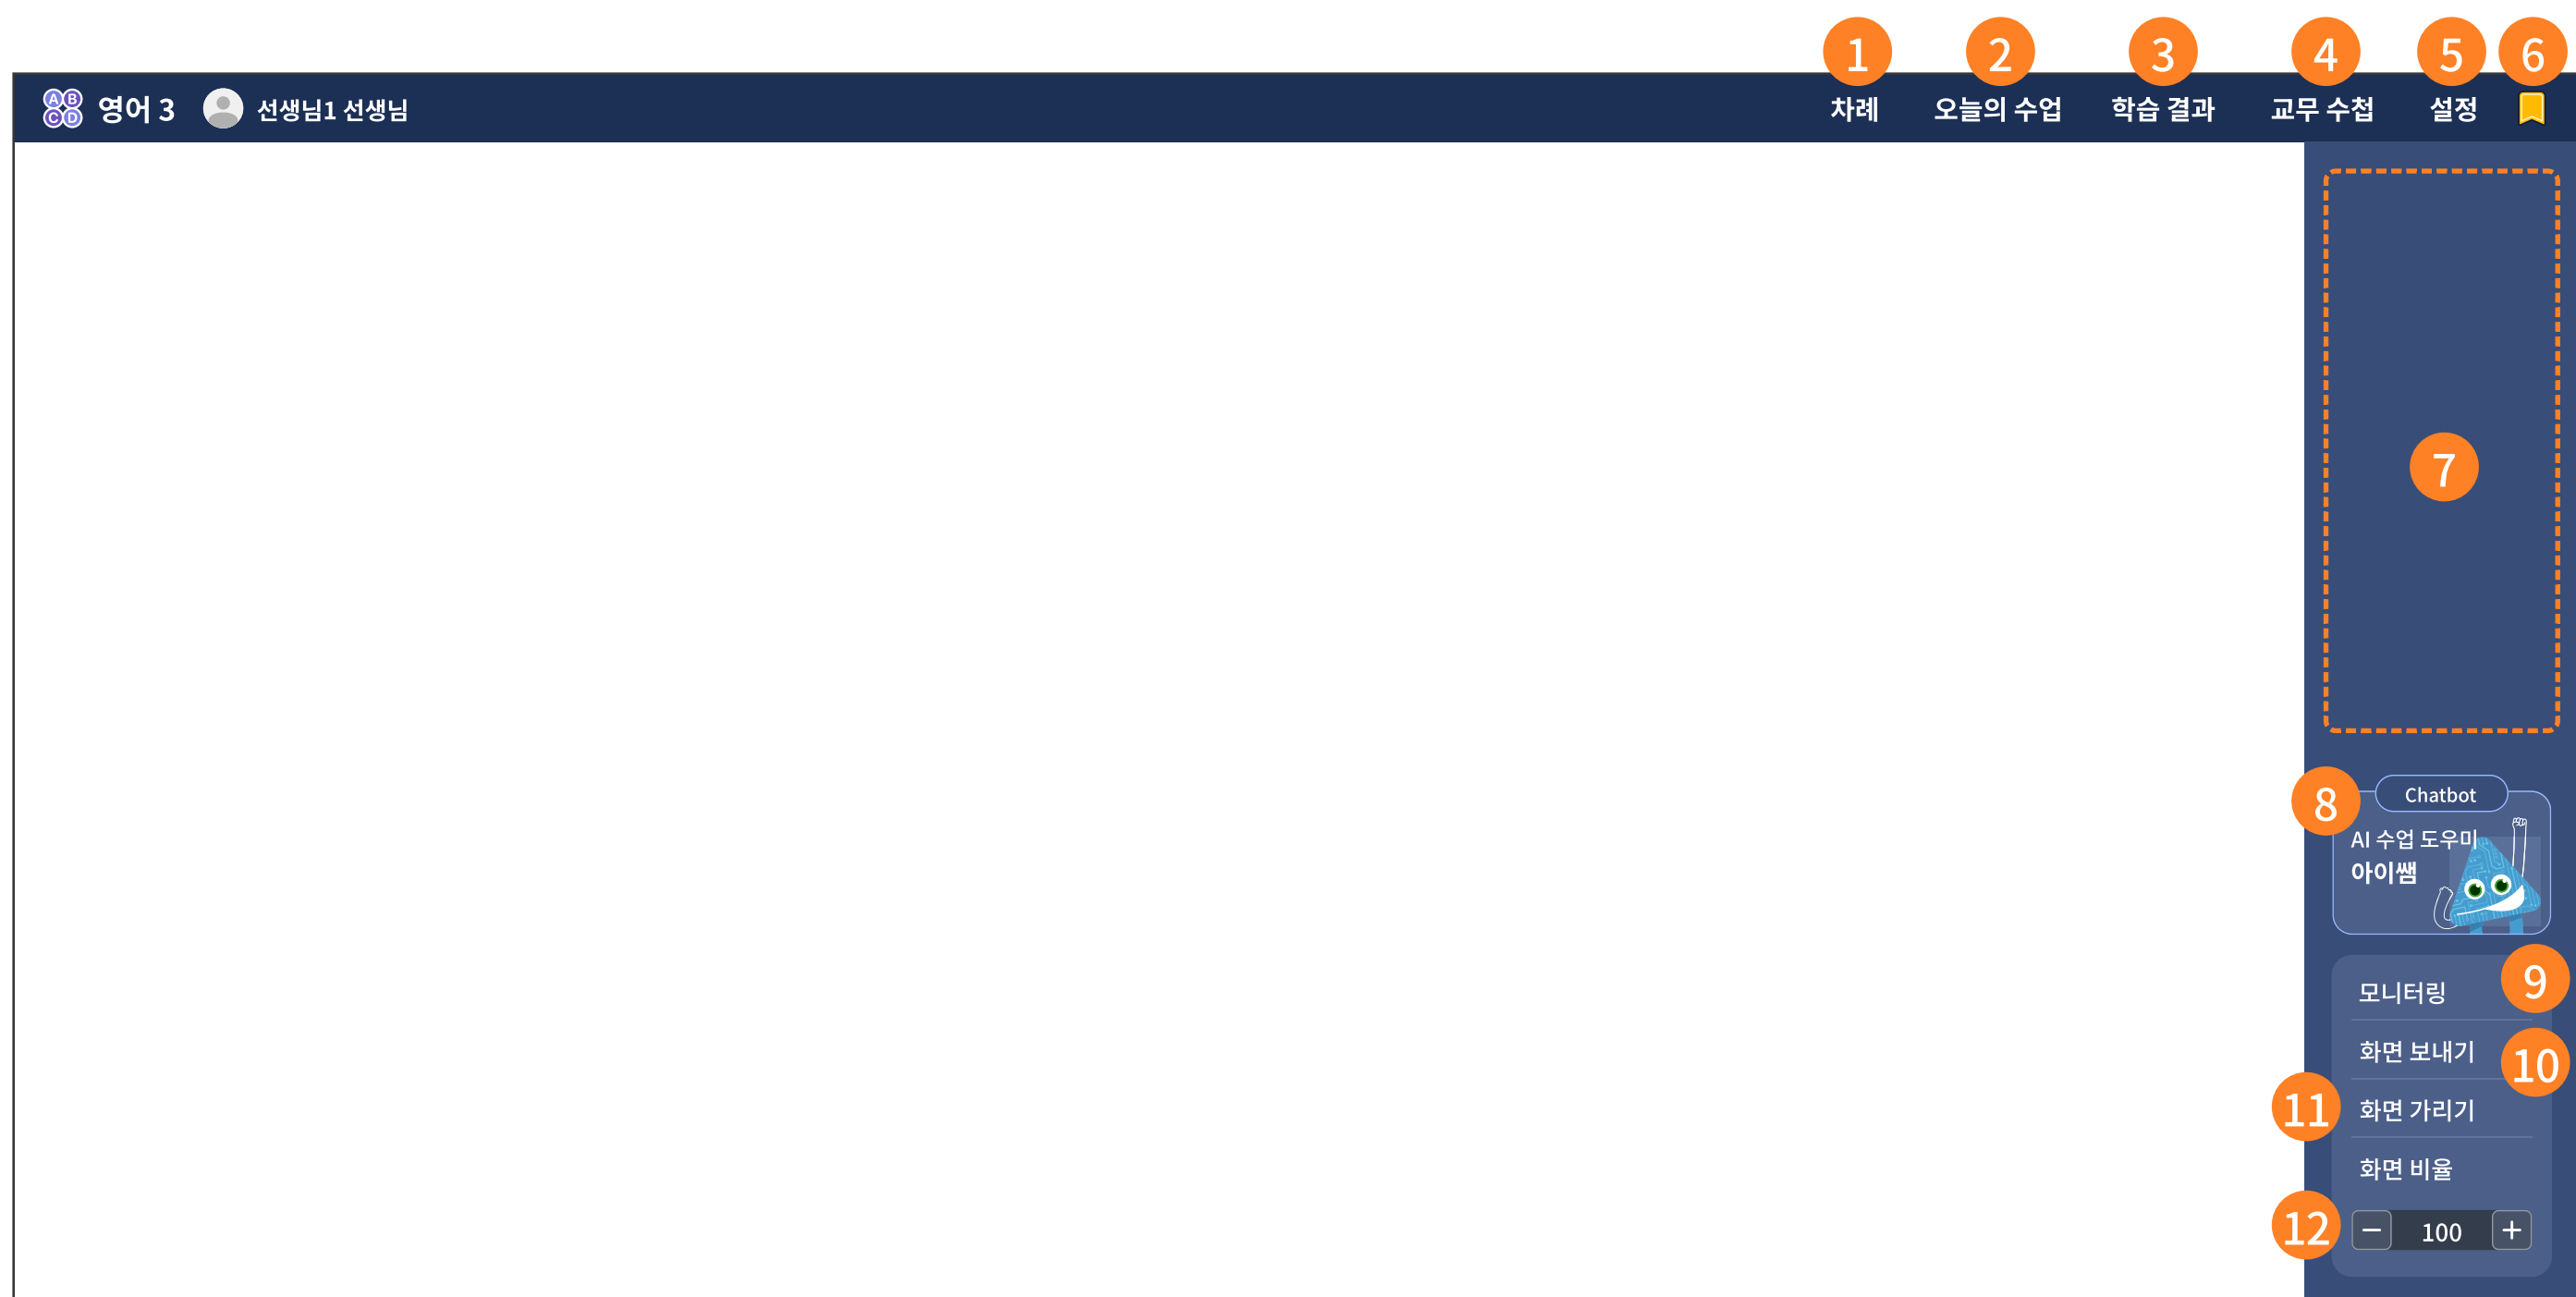 1 2 3 4 5 6
A B C D 영어 3 선생님1 선생님 차례 오늘의 수업 학습 결과 교무 수첩 설정
7
8 Chatbot
AI 수업 도우미
아이쌤
모니터링 9
화면 보내기 10
11 화면 가리기
화면 비율
12 − 100 +